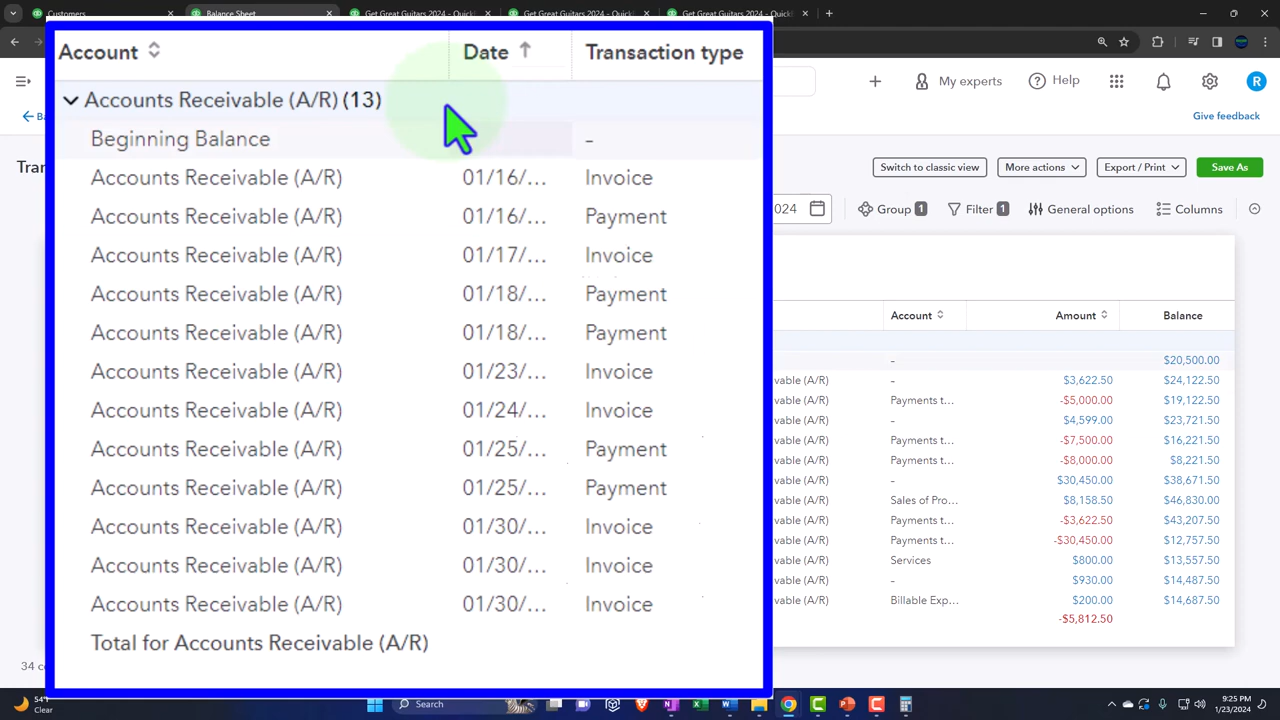 Customers
Balance Sheet
Get Great Guitars 2024 QuickBo
Get Great Guitars 2024 QuickBo
Get Great Guitars 2024 QuickBo
My experts
Help
R
Give feedback
Switch to classic view
More actions
Export / Print
Save As
2024
Group 1
Filter 1
General options
Columns
Account Date Transaction type
Account Amount Balance
Accounts Receivable (A/R) (13)
Beginning Balance – – $20,500.00
Accounts Receivable (A/R) 01/16/... Invoice vable (A/R) – $3,622.50 $24,122.50
Accounts Receivable (A/R) 01/16/... Payment vable (A/R) Payments t... -$5,000.00 $19,122.50
Accounts Receivable (A/R) 01/17/... Invoice vable (A/R) – $4,599.00 $23,721.50
Accounts Receivable (A/R) 01/18/... Payment vable (A/R) Payments t... -$7,500.00 $16,221.50
Accounts Receivable (A/R) 01/18/... Payment vable (A/R) Payments t... -$8,000.00 $8,221.50
Accounts Receivable (A/R) 01/23/... Invoice vable (A/R) – $30,450.00 $38,671.50
Accounts Receivable (A/R) 01/24/... Invoice vable (A/R) Sales of Pro... $8,158.50 $46,830.00
Accounts Receivable (A/R) 01/25/... Payment vable (A/R) Payments t... -$3,622.50 $43,207.50
Accounts Receivable (A/R) 01/25/... Payment vable (A/R) Payments t... -$30,450.00 $12,757.50
Accounts Receivable (A/R) 01/30/... Invoice vable (A/R) Services $800.00 $13,557.50
Accounts Receivable (A/R) 01/30/... Invoice vable (A/R) – $930.00 $14,487.50
Accounts Receivable (A/R) 01/30/... Invoice vable (A/R) Billable Exp... $200.00 $14,687.50
Total for Accounts Receivable (A/R) -$5,812.50
54°F
Clear
Search
9:25 PM
1/23/2024